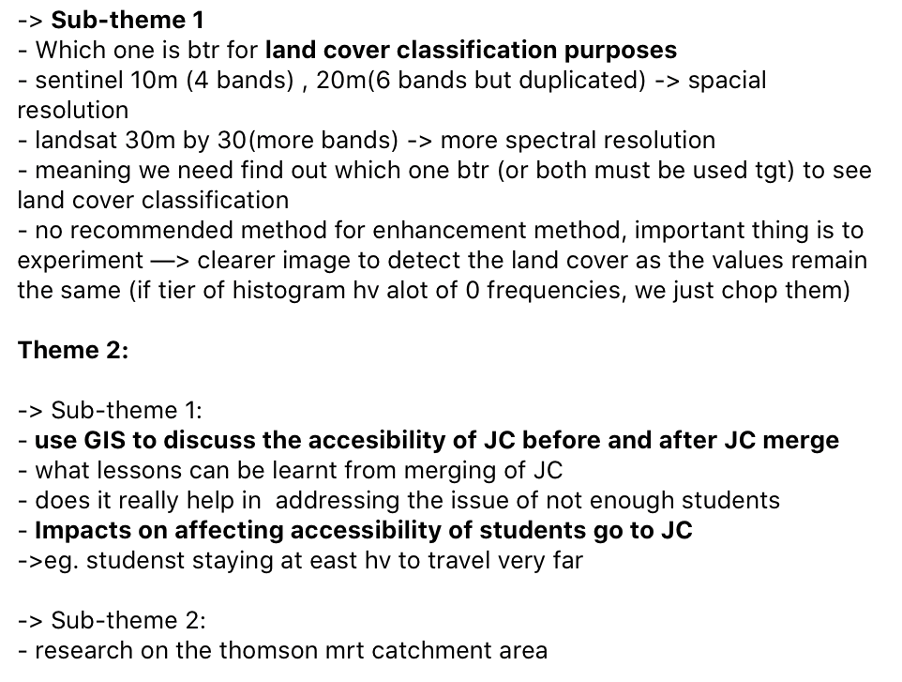 -> Sub-theme 1
- Which one is btr for land cover classification purposes
- sentinel 10m (4 bands) , 20m(6 bands but duplicated) -> spacial
resolution
- landsat 30m by 30(more bands) -> more spectral resolution
- meaning we need find out which one btr (or both must be used tgt) to see
land cover classification
- no recommended method for enhancement method, important thing is to
experiment —> clearer image to detect the land cover as the values remain
the same (if tier of histogram hv alot of 0 frequencies, we just chop them)
Theme 2:
-> Sub-theme 1:
- use GIS to discuss the accesibility of JC before and after JC merge
- what lessons can be learnt from merging of JC
- does it really help in  addressing the issue of not enough students
- Impacts on affecting accessibility of students go to JC
->eg. studenst staying at east hv to travel very far
-> Sub-theme 2:
- research on the thomson mrt catchment area